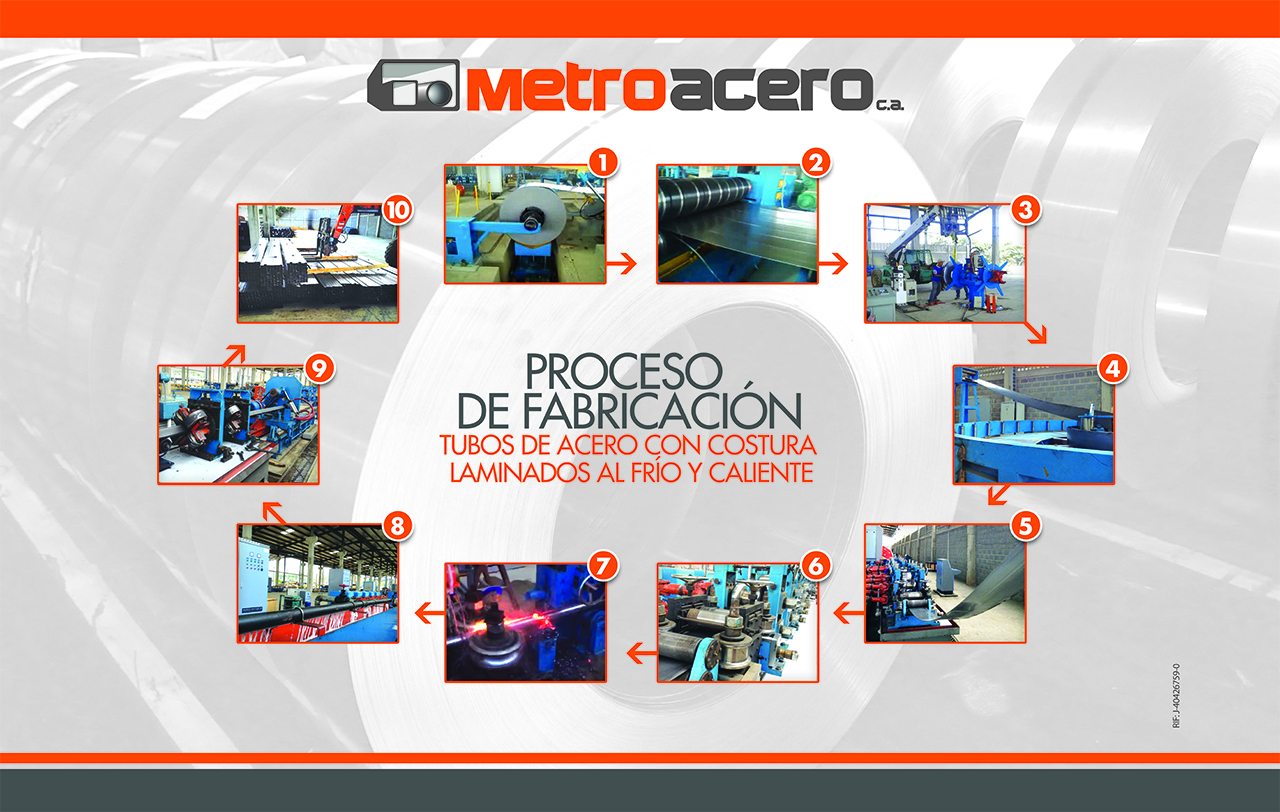 Metroacero c.a.
1
2
3
4
5
6
7
8
9
10
PROCESO
DE FABRICACIÓN
TUBOS DE ACERO CON COSTURA
LAMINADOS AL FRÍO Y CALIENTE
RIF: J-40426759-0